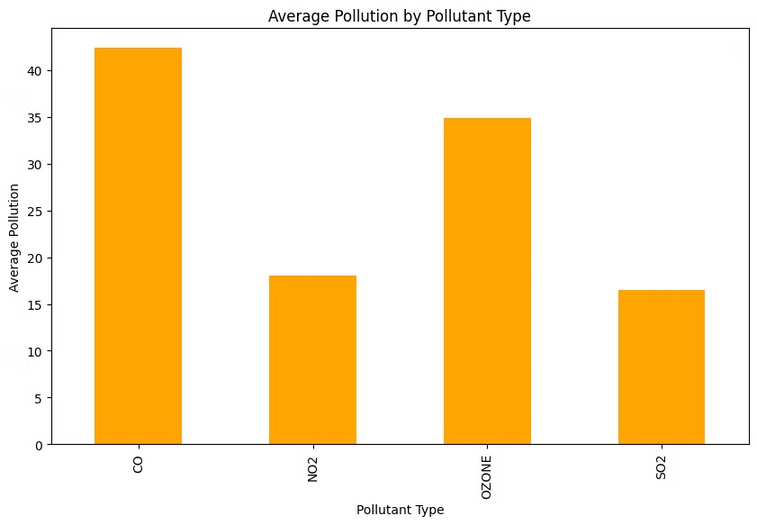 Average Pollution by Pollutant Type
Average Pollution
40
35
30
25
20
15
10
5
0
CO
NO2
OZONE
SO2
Pollutant Type